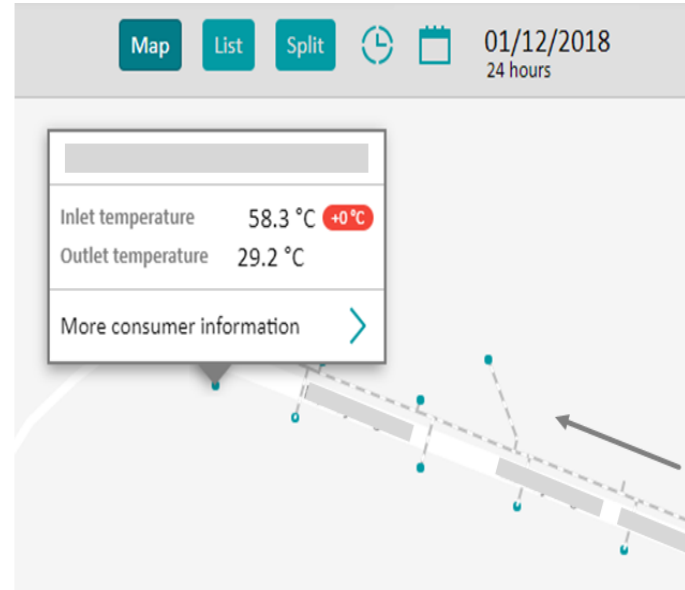 Map List Split 01/12/2018
24 hours
Inlet temperature 58.3 °C +0 °C
Outlet temperature 29.2 °C
More consumer information